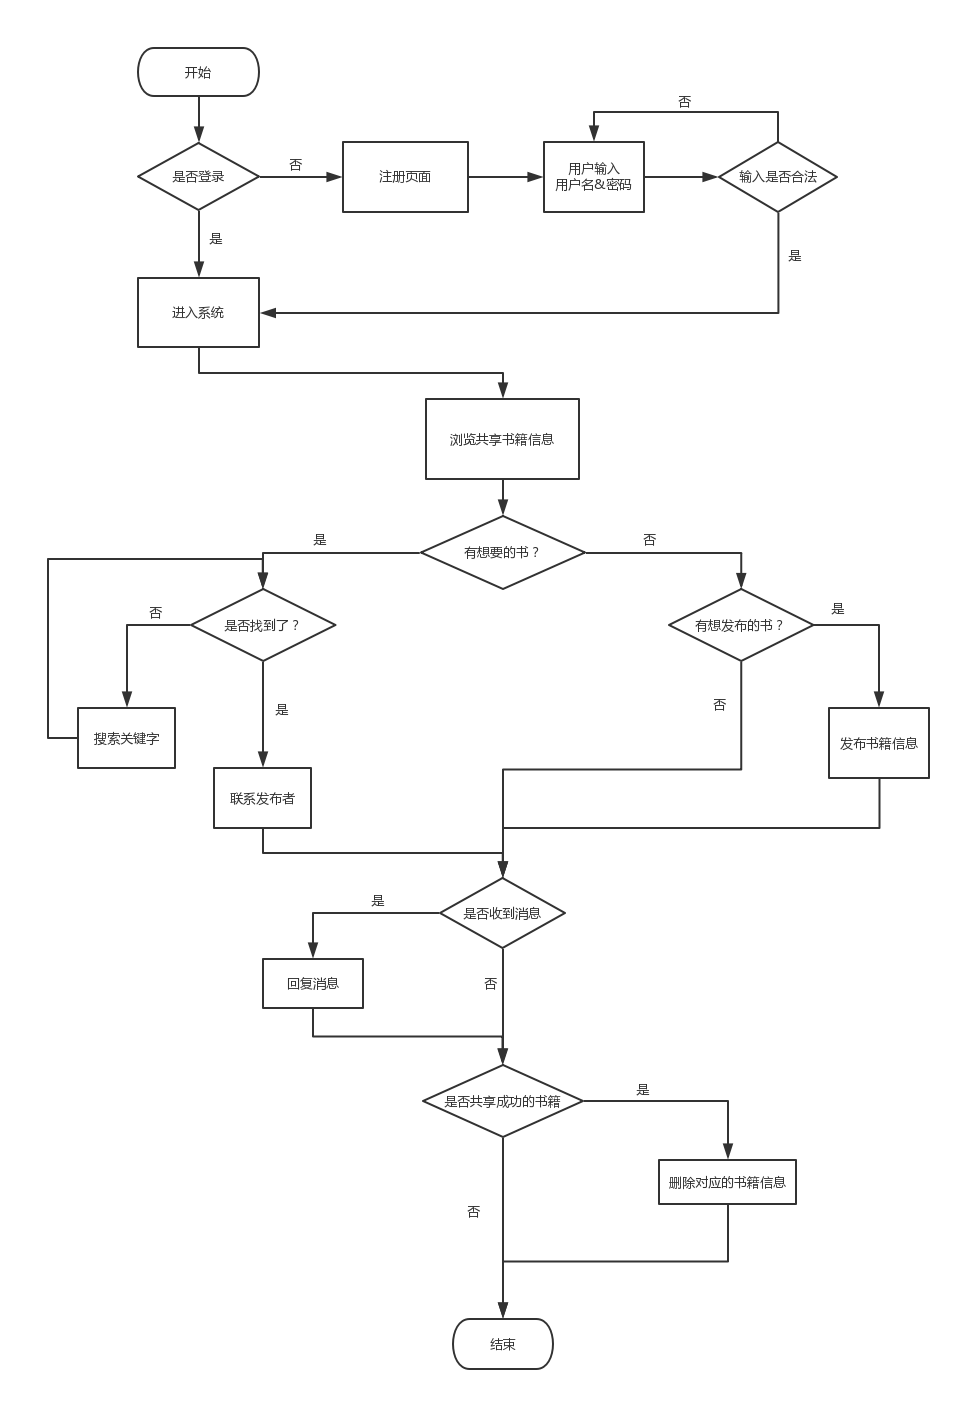 开始
否
是否登录
否
注册页面
用户输入
用户名&密码
输入是否合法
是
是
进入系统
浏览共享书籍信息
有想要的书？
是
否
是否找到了？
否
有想发布的书？
是
是
否
搜索关键字
发布书籍信息
联系发布者
是否收到消息
是
回复消息
否
是否共享成功的书籍
是
删除对应的书籍信息
否
结束